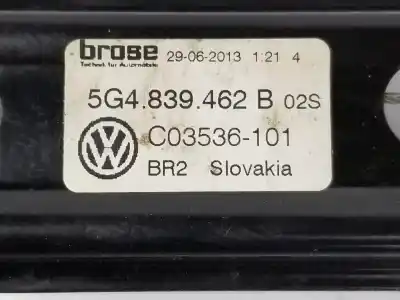 brose 29-06-2013 1:21 4
Technik für Automobile
5G4.839.462 B 02S
C03536-101
BR2 Slovakia